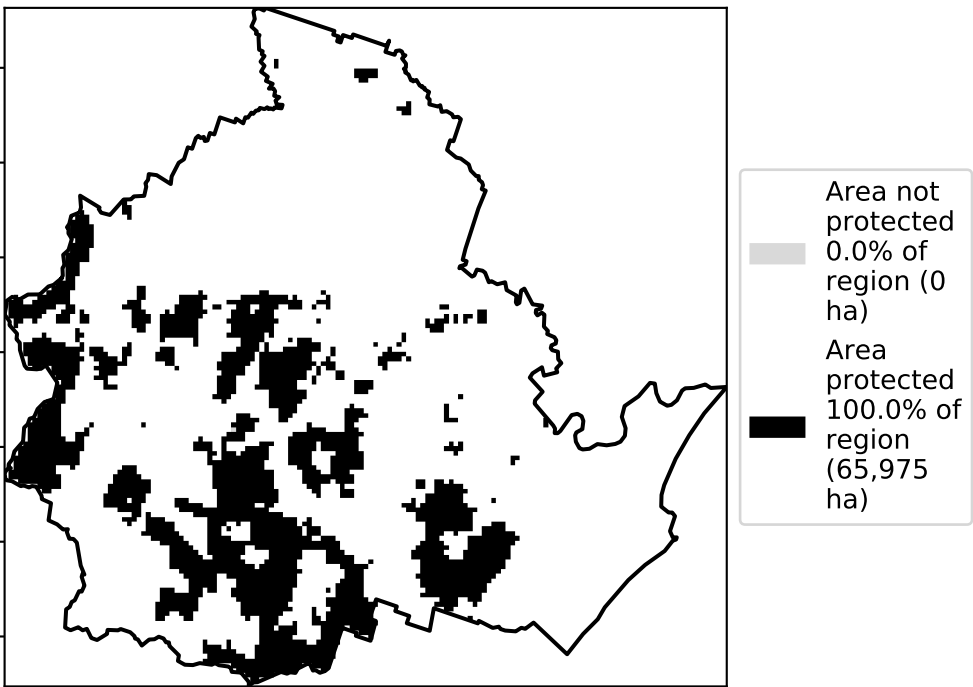 Area not
protected
0.0% of
region (0
ha)
Area
protected
100.0% of
region
(65,975
ha)